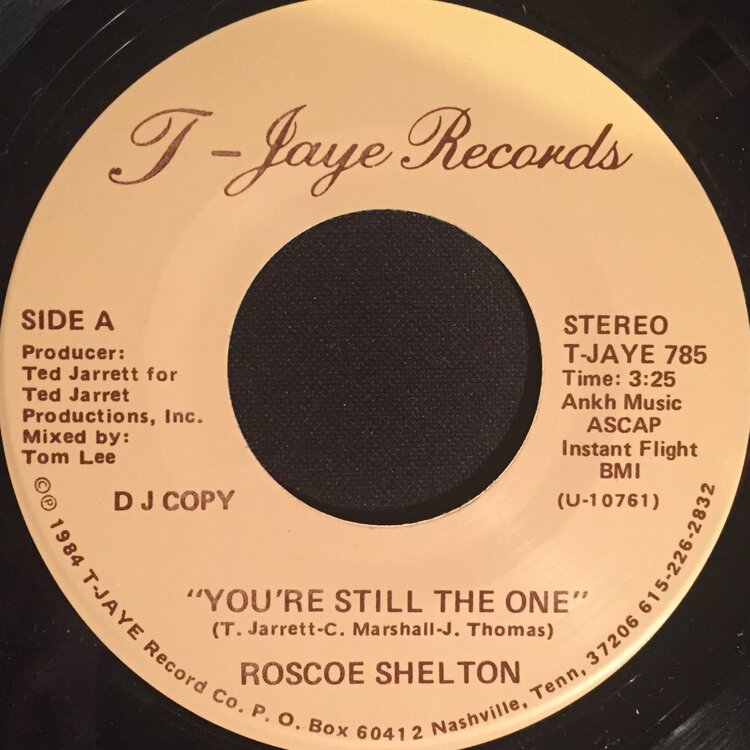 T-Jaye Records
SIDE A
Producer:
Ted Jarrett for
Ted Jarret
Productions, Inc.
Mixed by:
Tom Lee
D J COPY
STEREO
T-JAYE 785
Time: 3:25
Ankh Music
ASCAP
Instant Flight
BMI
(U-10761)
"YOU'RE STILL THE ONE"
(T. Jarrett-C. Marshall-J. Thomas)
ROSCOE SHELTON
©℗ 1984 T-JAYE Record Co. P. O. Box 60412 Nashville, Tenn, 37206 615-226-2832